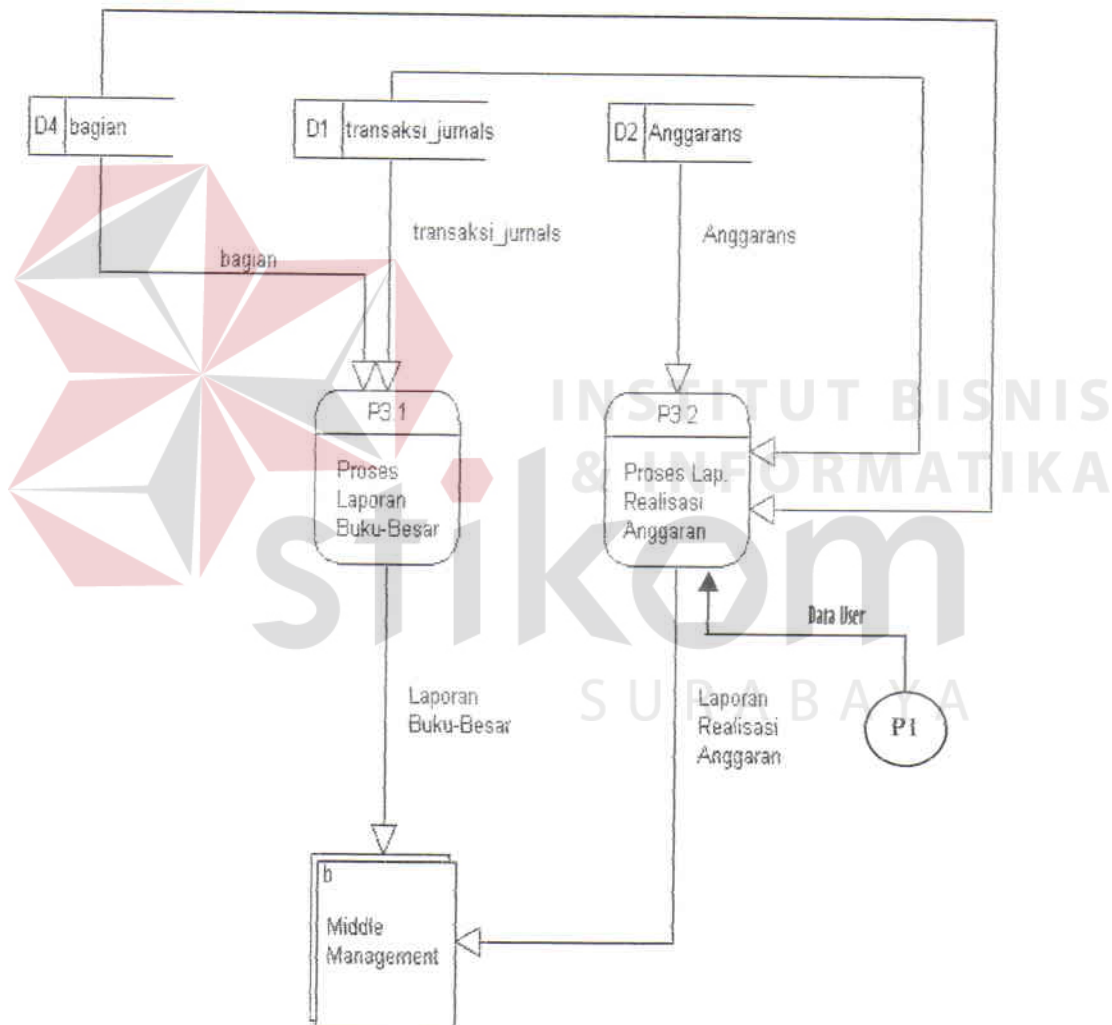 D4 bagian
D1 transaksi_jurnals
D2 Anggarans
transaksi_jurnals
Anggarans
bagian
INSTITUT BISNIS
& INFORMATIKA
stikom
SURABAYA
P3.1
Proses
Laporan
Buku-Besar
P3.2
Proses Lap.
Realisasi
Anggaran
Data User
P1
Laporan
Buku-Besar
Laporan
Realisasi
Anggaran
b
Middle
Management